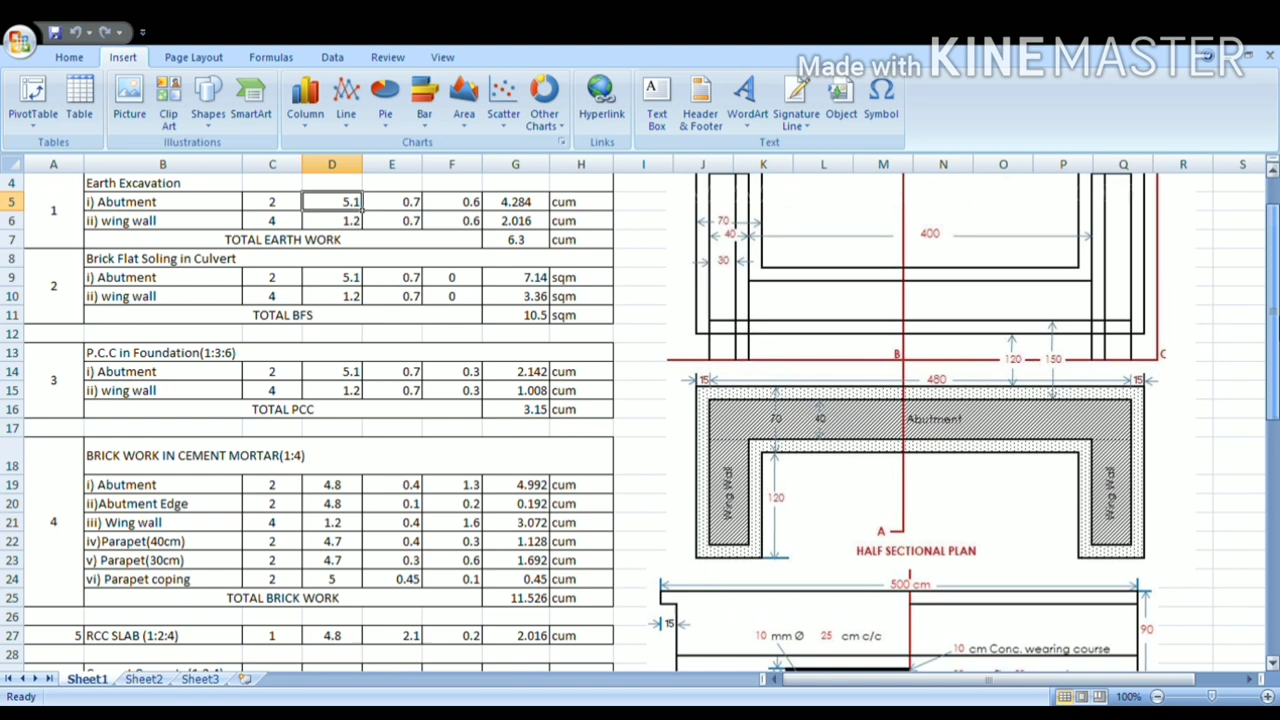 Made with KINEMASTER
Home Insert Page Layout Formulas Data Review View
PivotTable Table Picture Clip Art Shapes SmartArt Column Line Pie Bar Area Scatter Other Charts Hyperlink Text Box Header & Footer WordArt Signature Line Object Symbol
Tables Illustrations Charts Links Text
A B C D E F G H I J K L M N O P Q R S
4 Earth Excavation
5 i) Abutment 2 5.1 0.7 0.6 4.284 cum
1
6 ii) wing wall 4 1.2 0.7 0.6 2.016 cum
7 TOTAL EARTH WORK 6.3 cum
8 Brick Flat Soling in Culvert
9 i) Abutment 2 5.1 0.7 0 7.14 sqm
2
10 ii) wing wall 4 1.2 0.7 0 3.36 sqm
11 TOTAL BFS 10.5 sqm
12
13 P.C.C in Foundation(1:3:6)
14 i) Abutment 2 5.1 0.7 0.3 2.142 cum
3
15 ii) wing wall 4 1.2 0.7 0.3 1.008 cum
16 TOTAL PCC 3.15 cum
17
18 BRICK WORK IN CEMENT MORTAR(1:4)
19 i) Abutment 2 4.8 0.4 1.3 4.992 cum
20 ii)Abutment Edge 2 4.8 0.1 0.2 0.192 cum
21 4 iii) Wing wall 4 1.2 0.4 1.6 3.072 cum
22 iv)Parapet(40cm) 2 4.7 0.4 0.3 1.128 cum
23 v) Parapet(30cm) 2 4.7 0.3 0.6 1.692 cum
24 vi) Parapet coping 2 5 0.45 0.1 0.45 cum
25 TOTAL BRICK WORK 11.526 cum
26
27 5 RCC SLAB (1:2:4) 1 4.8 2.1 0.2 2.016 cum
28
70
40 400
30
B 120 150 C
15 480 15
70 40 Abutment
Wing Wall Wing Wall
120
A
HALF SECTIONAL PLAN
500 cm
15
90
10 mm Ø 25 cm c/c
10 cm Conc. wearing course
Sheet1 Sheet2 Sheet3
Ready 100%